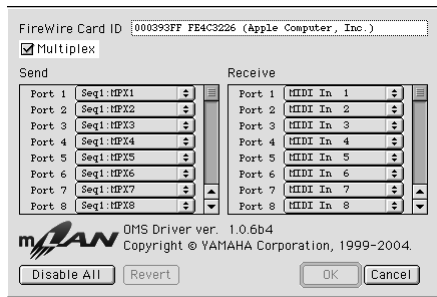 FireWire Card ID 000393FF FE4C3226 (Apple Computer, Inc.)
Multiplex
Send Receive
Port 1 Seq1:MPX1 Port 1 MIDI In 1
Port 2 Seq1:MPX2 Port 2 MIDI In 2
Port 3 Seq1:MPX3 Port 3 MIDI In 3
Port 4 Seq1:MPX4 Port 4 MIDI In 4
Port 5 Seq1:MPX5 Port 5 MIDI In 5
Port 6 Seq1:MPX6 Port 6 MIDI In 6
Port 7 Seq1:MPX7 Port 7 MIDI In 7
Port 8 Seq1:MPX8 Port 8 MIDI In 8
mLAN OMS Driver ver. 1.0.6b4
Copyright © YAMAHA Corporation, 1999-2004.
Disable All Revert OK Cancel